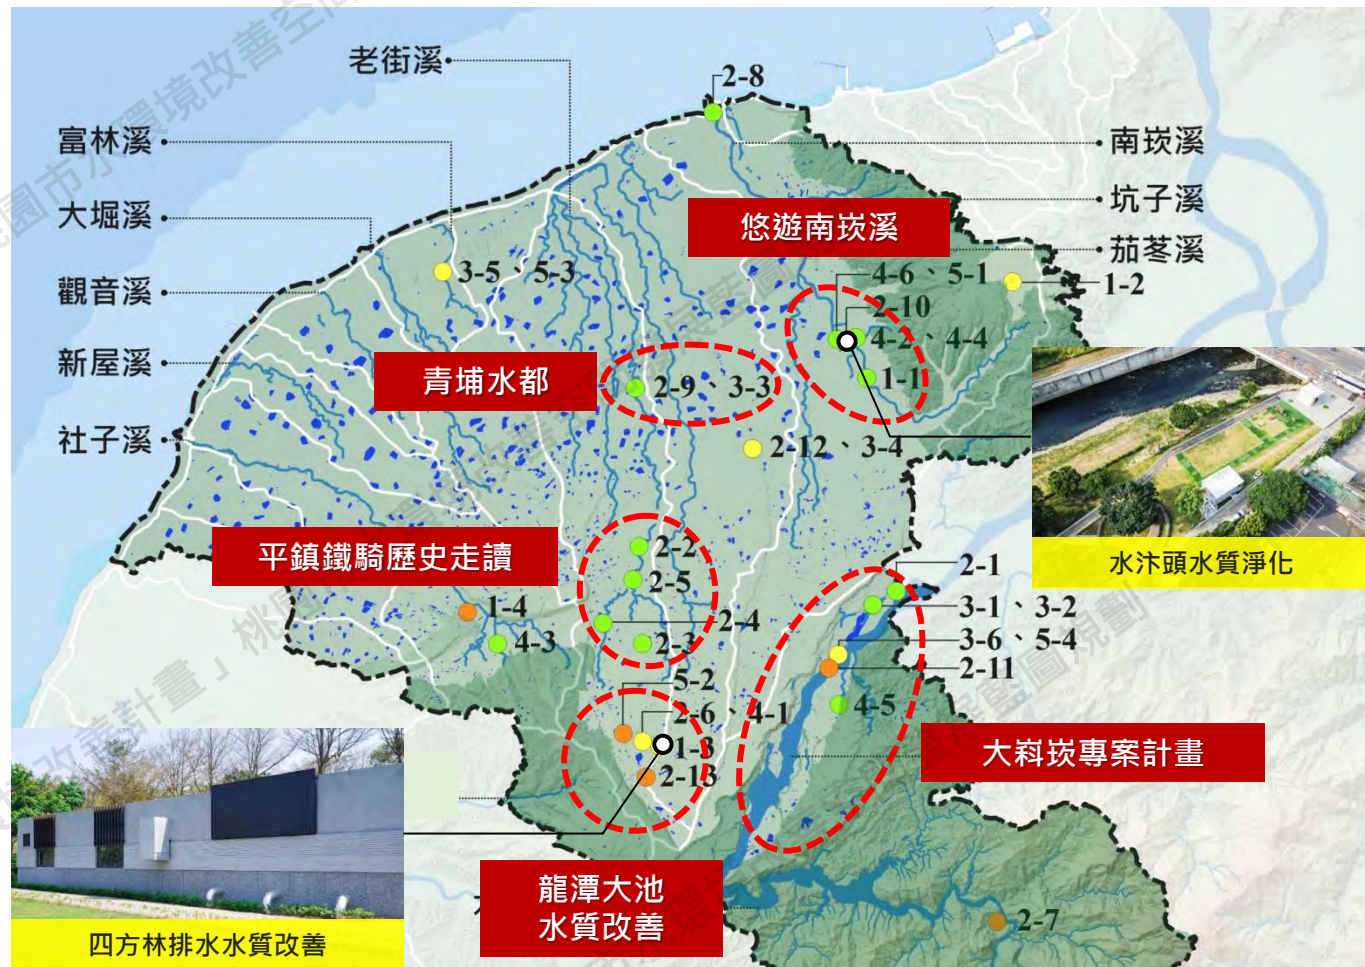 老街溪
2-8
富林溪
南崁溪
大堀溪
坑子溪
悠遊南崁溪
茄苳溪
3-5、5-3
4-6、5-1
1-2
觀音溪
2-10
4-2、4-4
新屋溪
青埔水都
2-9、3-3
1-1
社子溪
2-12、3-4
平鎮鐵騎歷史走讀
2-2
水汴頭水質淨化
2-1
2-5
3-1、3-2
1-4
2-4
4-3
2-3
3-6、5-4
2-11
5-2
4-5
2-6、4-1
1-3
大嵙崁專案計畫
2-13
龍潭大池
水質改善
2-7
四方林排水水質改善